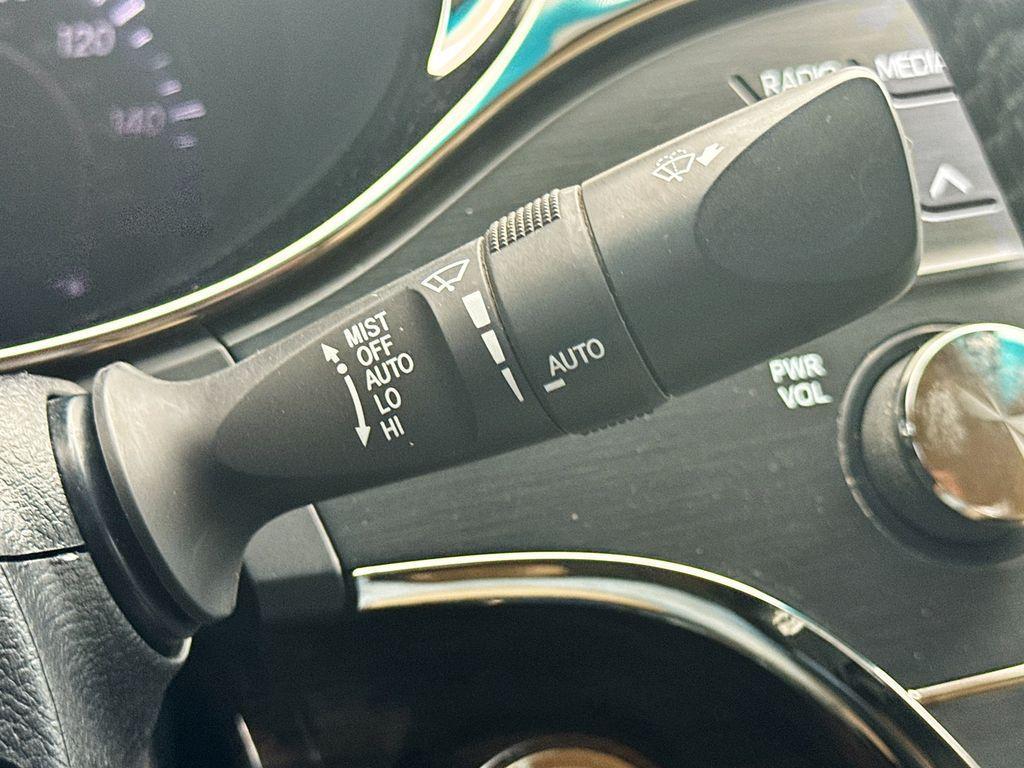 120
140
RADIO
MEDIA
MIST
OFF
AUTO
LO
HI
AUTO
PWR
VOL